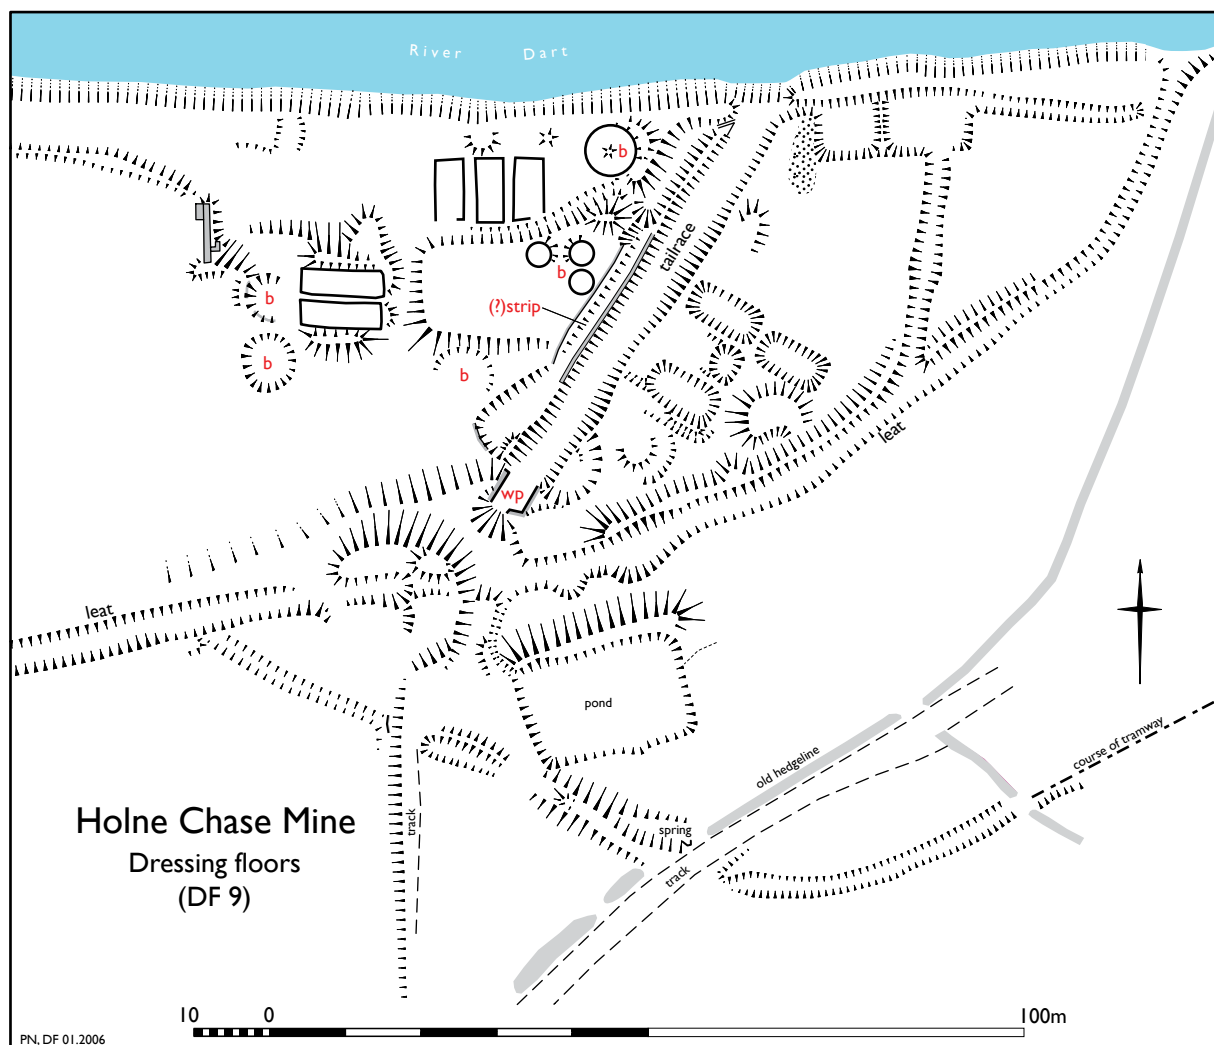 River Dart
b
tailrace
b
(?)strip
b
b
b
leat
wp
leat
pond
course of tramway
old hedgeline
track
spring
track
Holne Chase Mine
Dressing floors
(DF 9)
10 0 100m
PN, DF 01.2006